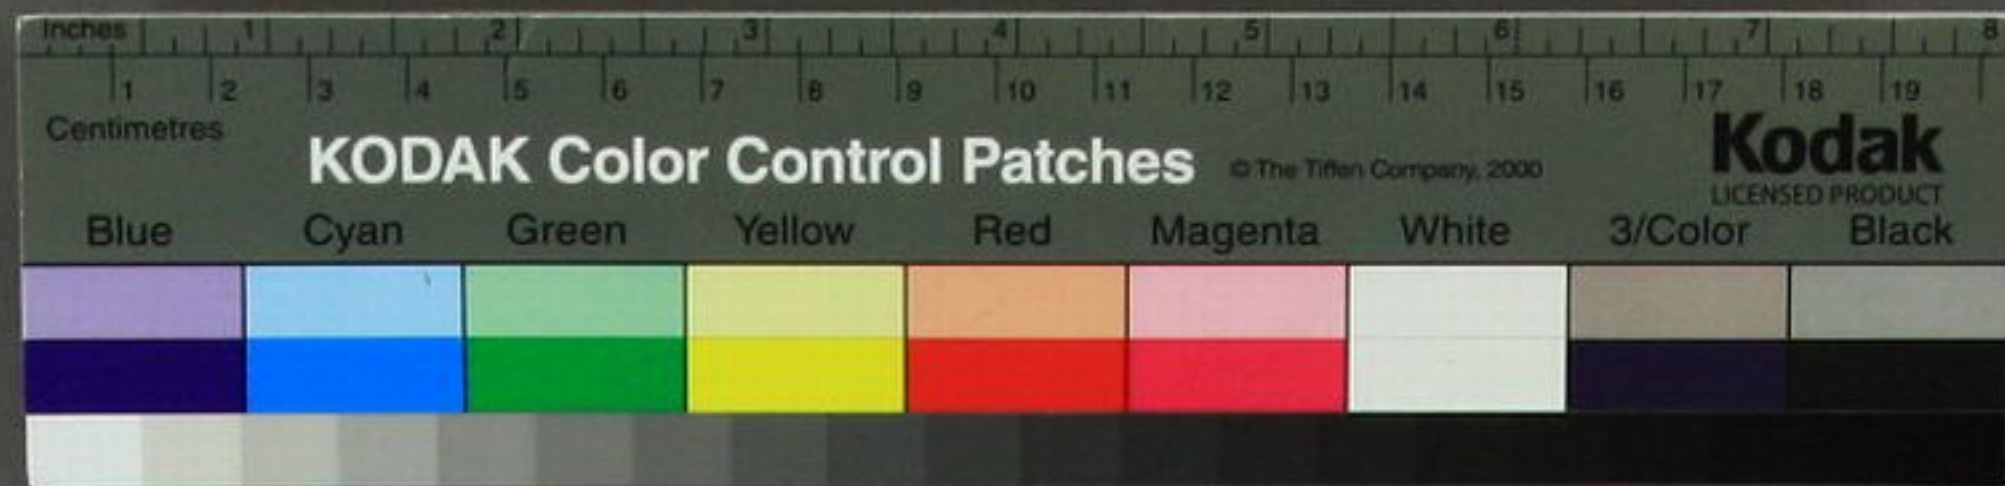 Inches 1 2 3 4 5 6 7 8
1 2 3 4 5 6 7 8 9 10 11 12 13 14 15 16 17 18 19
Centimetres
KODAK Color Control Patches © The Tiffen Company, 2000
Kodak
LICENSED PRODUCT
Blue Cyan Green Yellow Red Magenta White 3/Color Black